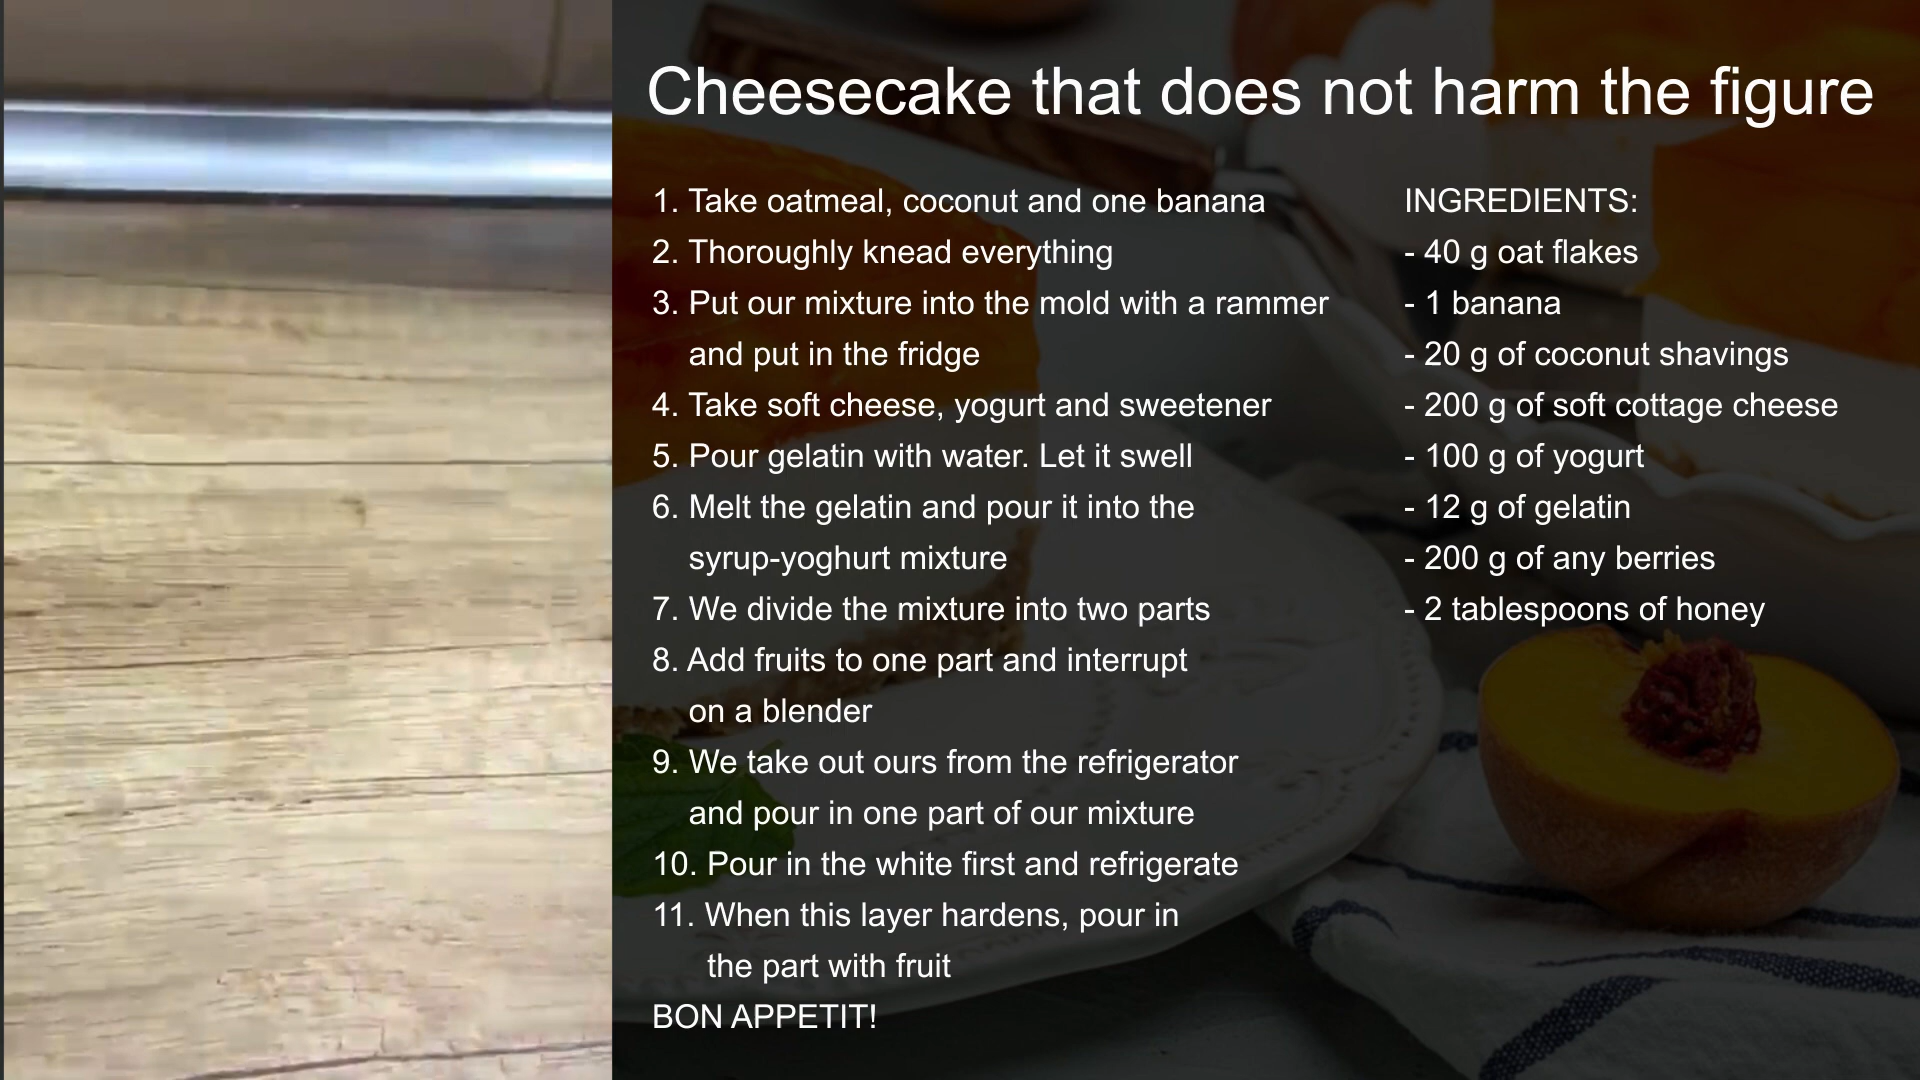 Cheesecake that does not harm the figure
1. Take oatmeal, coconut and one banana
2. Thoroughly knead everything
3. Put our mixture into the mold with a rammer
and put in the fridge
4. Take soft cheese, yogurt and sweetener
5. Pour gelatin with water. Let it swell
6. Melt the gelatin and pour it into the
syrup-yoghurt mixture
7. We divide the mixture into two parts
8. Add fruits to one part and interrupt
on a blender
9. We take out ours from the refrigerator
and pour in one part of our mixture
10. Pour in the white first and refrigerate
11. When this layer hardens, pour in
the part with fruit
BON APPETIT!
INGREDIENTS:
- 40 g oat flakes
- 1 banana
- 20 g of coconut shavings
- 200 g of soft cottage cheese
- 100 g of yogurt
- 12 g of gelatin
- 200 g of any berries
- 2 tablespoons of honey